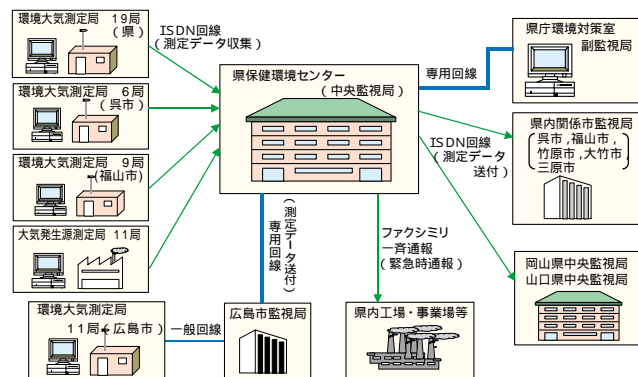 環境大気測定局 19局
(県)
ISDN回線
(測定データ収集)
環境大気測定局 6局
(呉市)
環境大気測定局 9局
(福山市)
大気発生源測定局 11局
環境大気測定局
11局(広島市)
一般回線
県保健環境センター
(中央監視局)
専用回線
県庁環境対策室
副監視局
ISDN回線
(測定データ
送付)
県内関係市監視局
(呉市,福山市,
竹原市,大竹市,
三原市)
岡山県中央監視局
山口県中央監視局
専用回線
(測定データ送付)
ファクシミリ
一斉通報
(緊急時通報)
広島市監視局
県内工場・事業場等